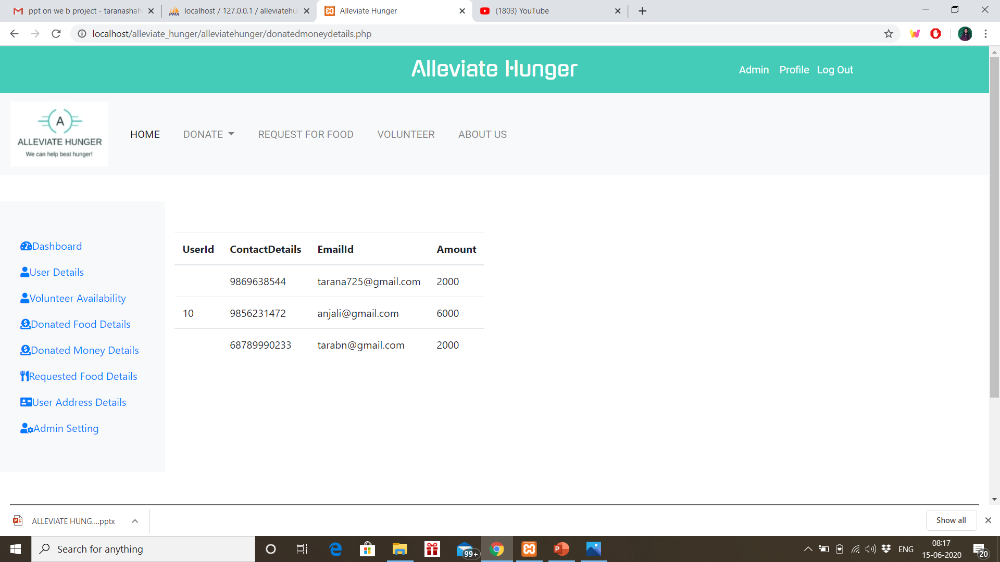 ppt on we b project - taranashah
localhost / 127.0.0.1 / alleviatehu
Alleviate Hunger
(1803) YouTube
localhost/alleviate_hunger/alleviatehunger/donatedmoneydetails.php
Alleviate Hunger
Admin Profile Log Out
A
ALLEVIATE HUNGER
We can help beat hunger!
HOME DONATE REQUEST FOR FOOD VOLUNTEER ABOUT US
Dashboard
User Details
Volunteer Availability
Donated Food Details
Donated Money Details
Requested Food Details
User Address Details
Admin Setting
UserId ContactDetails EmailId Amount
9869638544 tarana725@gmail.com 2000
10 9856231472 anjali@gmail.com 6000
68789990233 tarabn@gmail.com 2000
ALLEVIATE HUNG....pptx
Show all
Search for anything
99+
ENG
08:17
15-06-2020
20